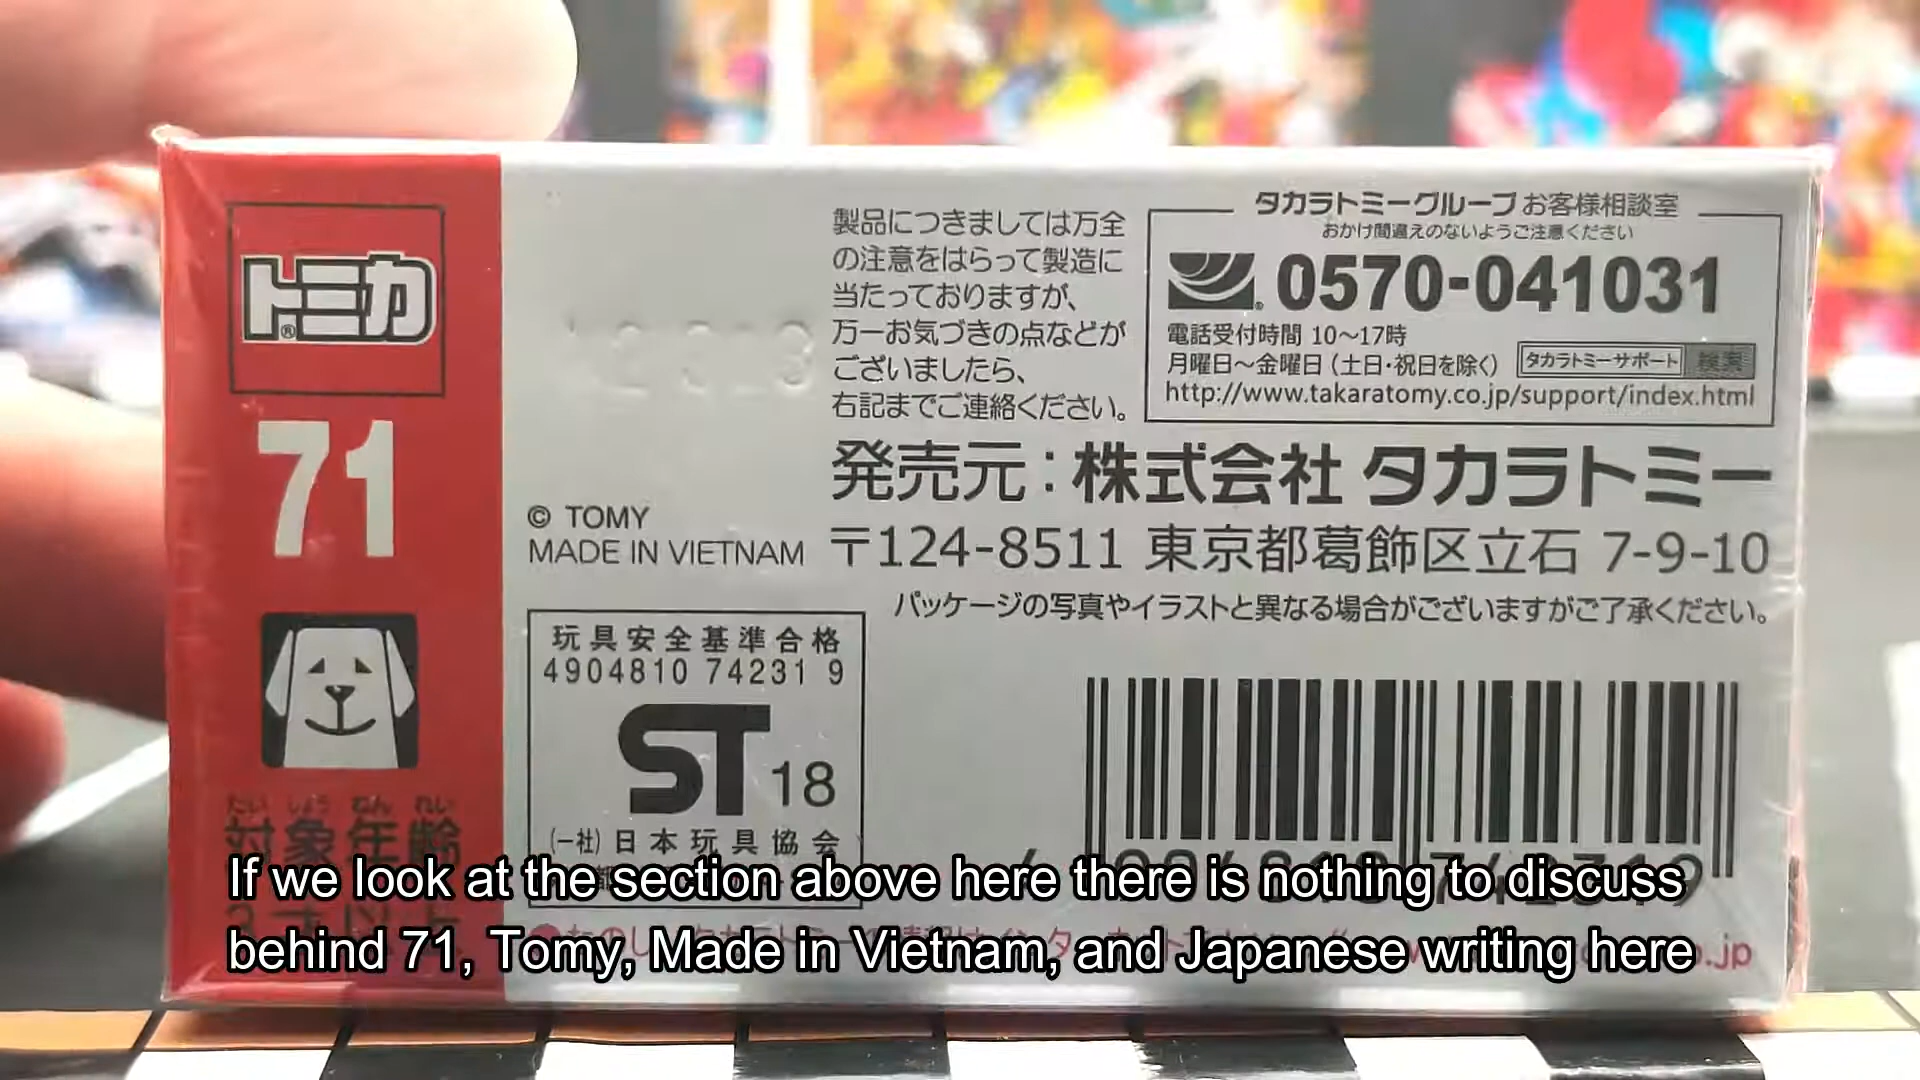 トミカ
71
たい しょう ねん れい
対象年齢
© TOMY
MADE IN VIETNAM
製品につきましては万全
の注意をはらって製造に
当たっておりますが、
万一お気づきの点などが
ございましたら、
右記までご連絡ください。
タカラトミーグループ お客様相談室
おかけ間違えのないようご注意ください
0570-041031
電話受付時間 10〜17時
月曜日〜金曜日 (土日・祝日を除く) タカラトミーサポート 検索
http://www.takaratomy.co.jp/support/index.html
発売元:株式会社 タカラトミー
〒124-8511 東京都葛飾区立石 7-9-10
パッケージの写真やイラストと異なる場合がございますがご了承ください。
玩具安全基準合格
4904810 74231 9
ST 18
(一社)日本玩具協会
If we look at the section above here there is nothing to discuss
behind 71, Tomy, Made in Vietnam, and Japanese writing here